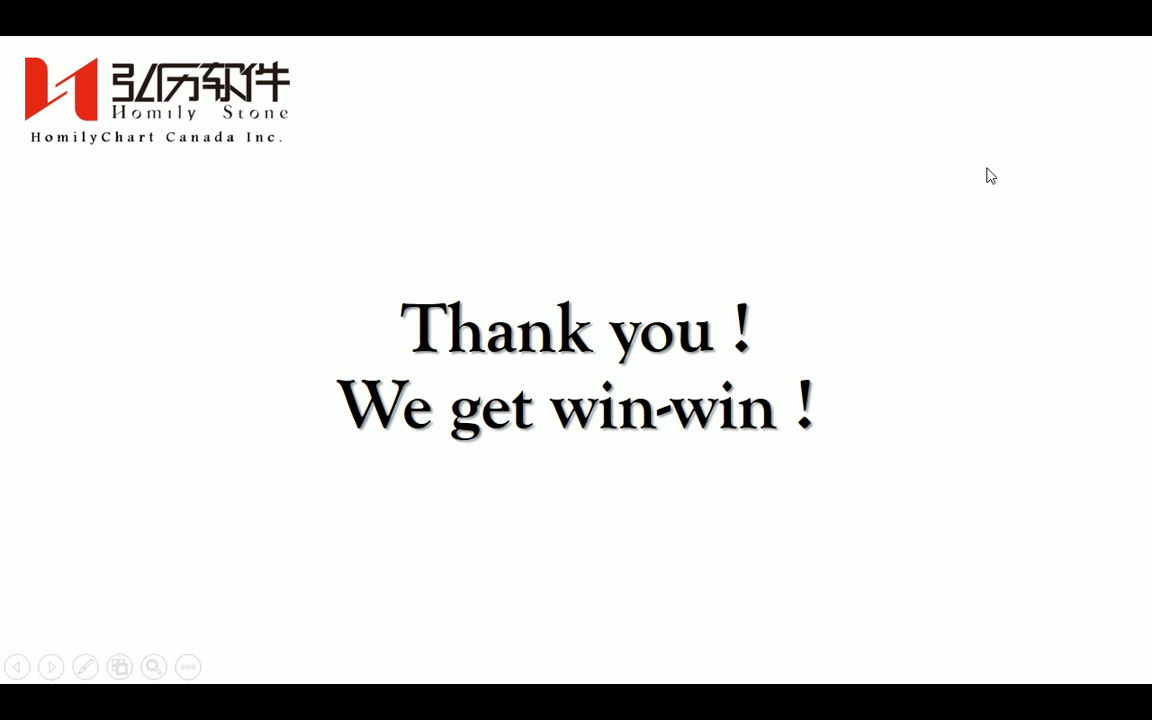 弘历软件
Homily Stone
HomilyChart Canada Inc.
Thank you !
We get win-win !